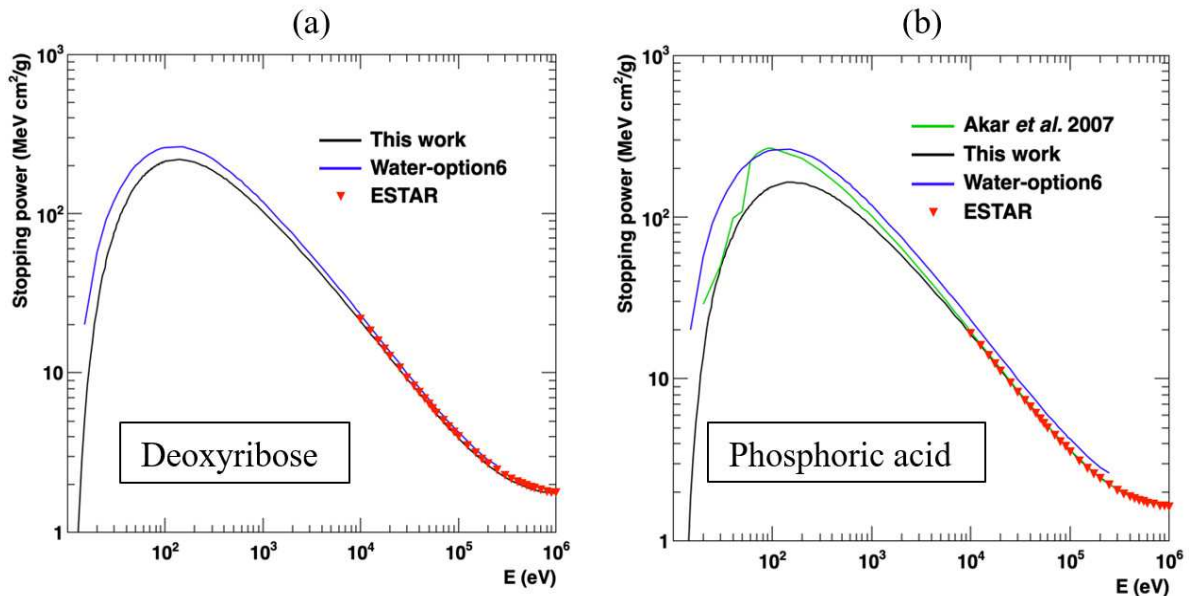 (a)
Stopping power (MeV cm²/g)
10³
10²
10
1
This work
Water-option6
ESTAR
Deoxyribose
10² 10³ 10⁴ 10⁵ 10⁶
E (eV)
(b)
Stopping power (MeV cm²/g)
10³
10²
10
1
Akar et al. 2007
This work
Water-option6
ESTAR
Phosphoric acid
10² 10³ 10⁴ 10⁵ 10⁶
E (eV)